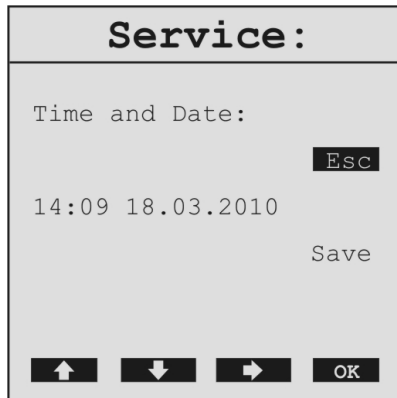 Service:
Time and Date:
Esc
14:09 18.03.2010
Save
OK